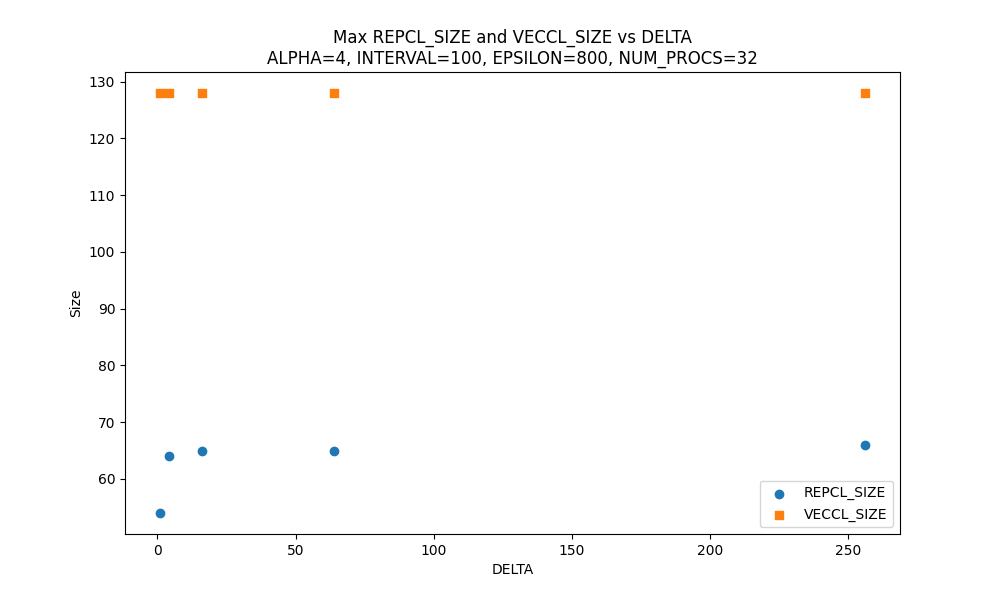 Max REPCL_SIZE and VECCL_SIZE vs DELTA
ALPHA=4, INTERVAL=100, EPSILON=800, NUM_PROCS=32
130
120
110
100
90
80
70
60
Size
0 50 100 150 200 250
DELTA
REPCL_SIZE
VECCL_SIZE